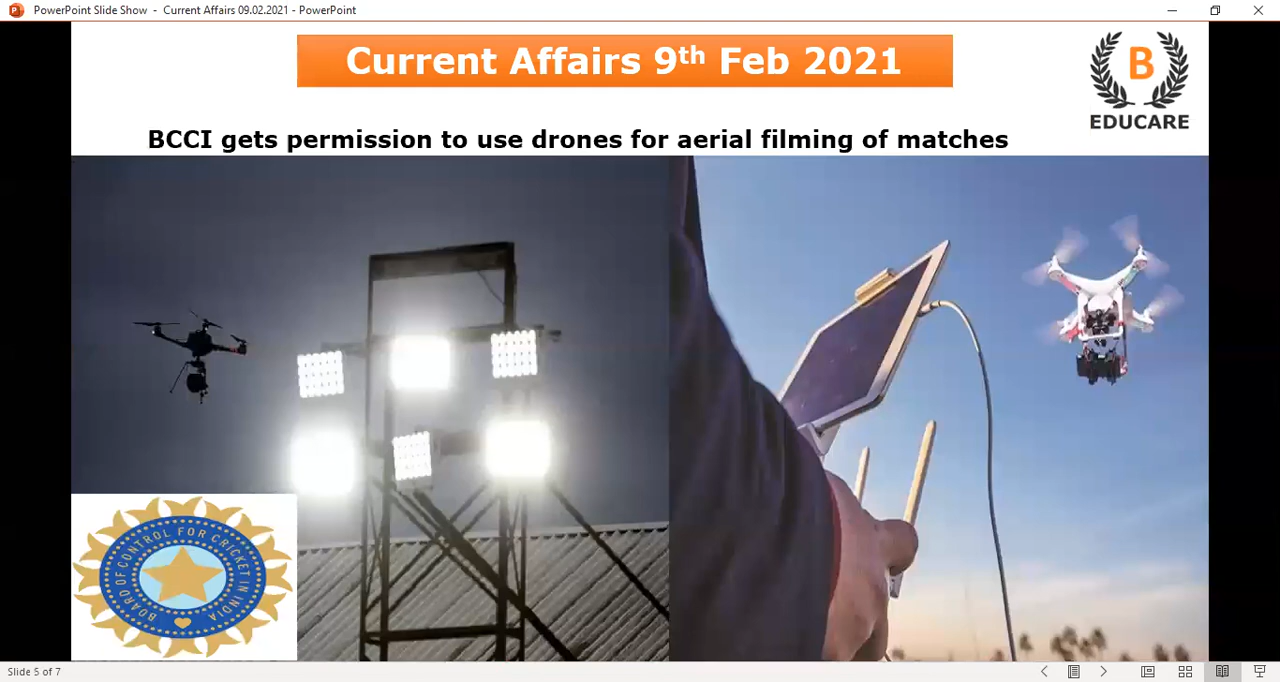 PowerPoint Slide Show - Current Affairs 09.02.2021 - PowerPoint
Current Affairs 9th Feb 2021
B
EDUCARE
BCCI gets permission to use drones for aerial filming of matches
BOARD OF CONTROL FOR CRICKET IN INDIA
Slide 5 of 7